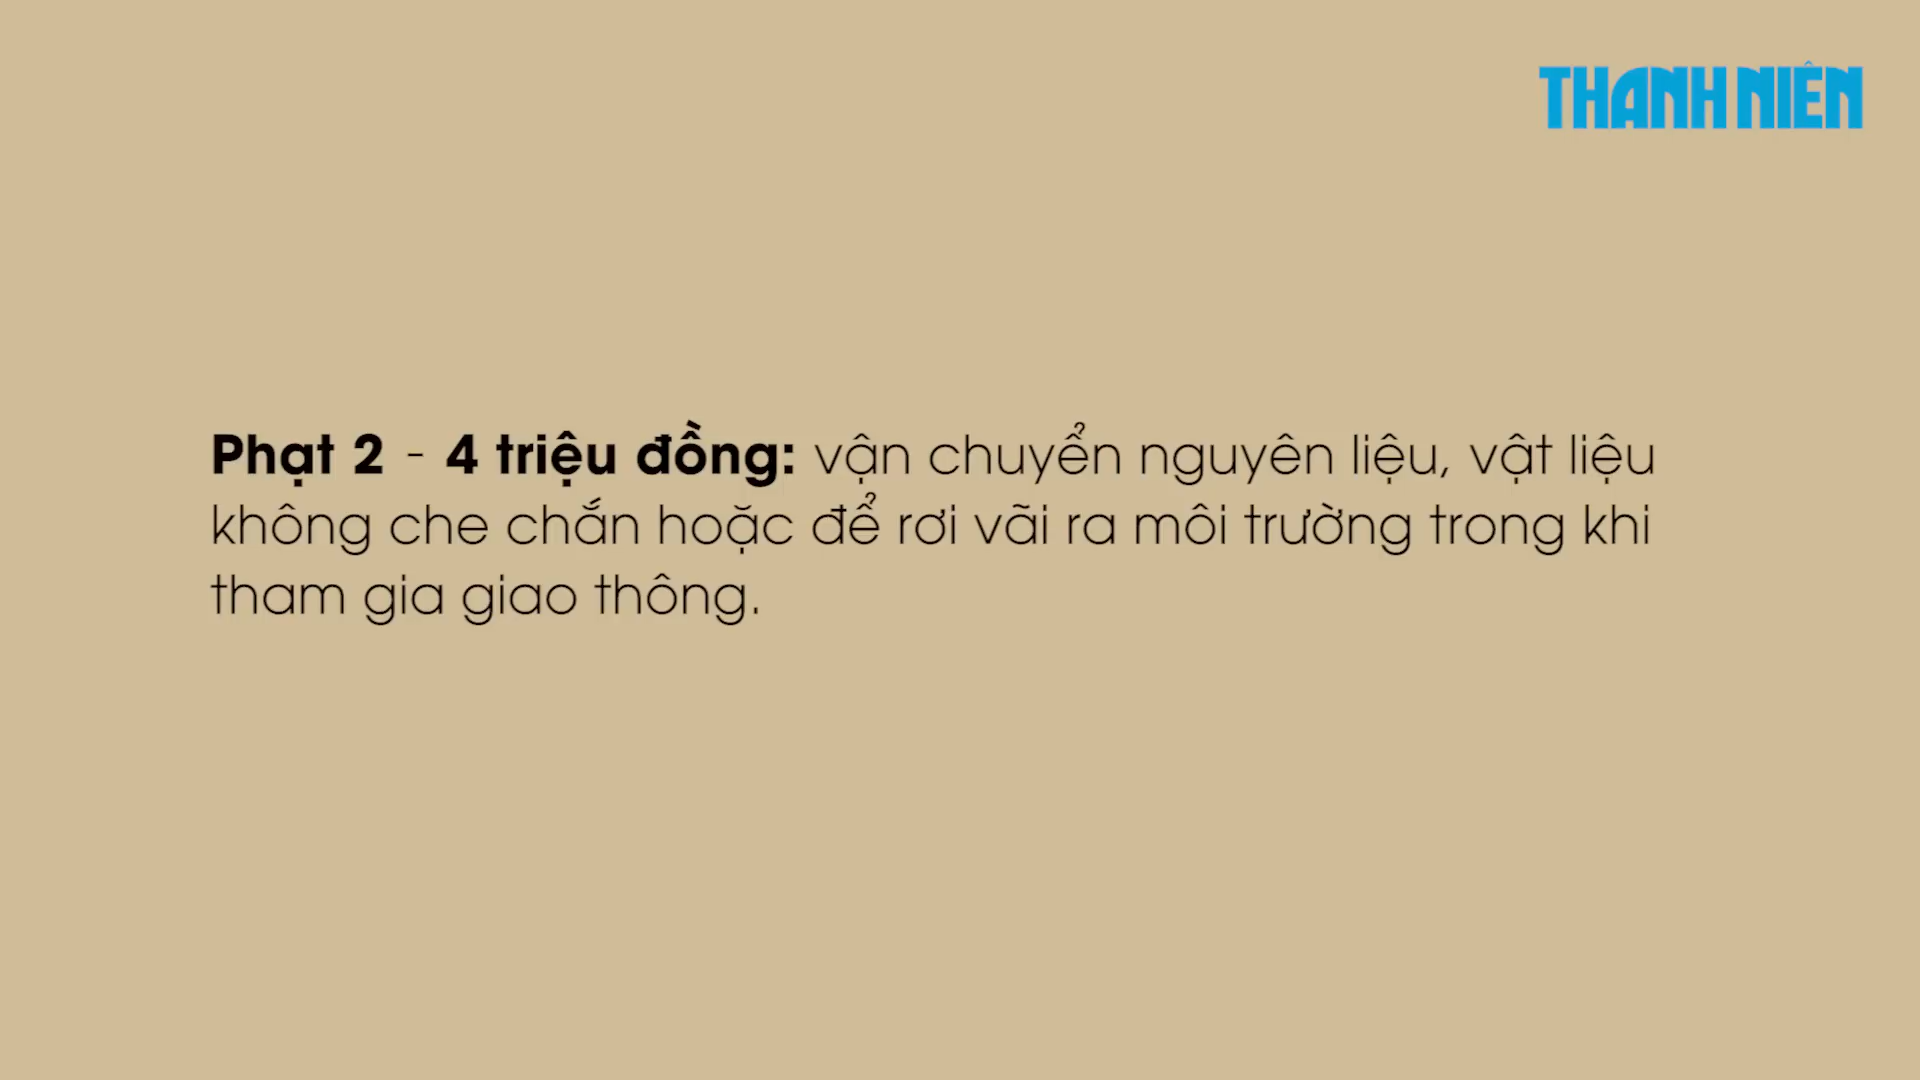 THANH NIÊN
Phạt 2 - 4 triệu đồng: vận chuyển nguyên liệu, vật liệu
không che chắn hoặc để rơi vãi ra môi trường trong khi
tham gia giao thông.